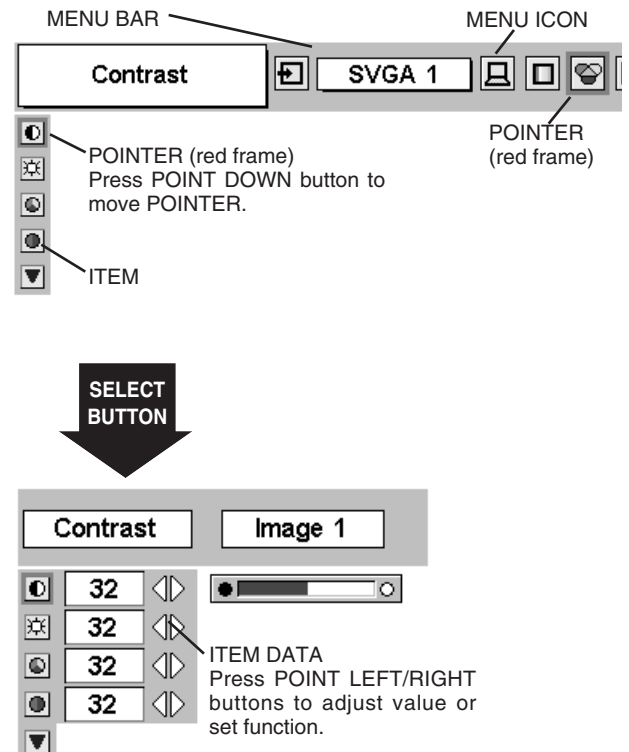 MENU BAR
MENU ICON
Contrast
SVGA 1
POINTER
(red frame)
POINTER (red frame)
Press POINT DOWN button to
move POINTER.
ITEM
SELECT
BUTTON
Contrast
Image 1
32
32
32
32
ITEM DATA
Press POINT LEFT/RIGHT
buttons to adjust value or
set function.